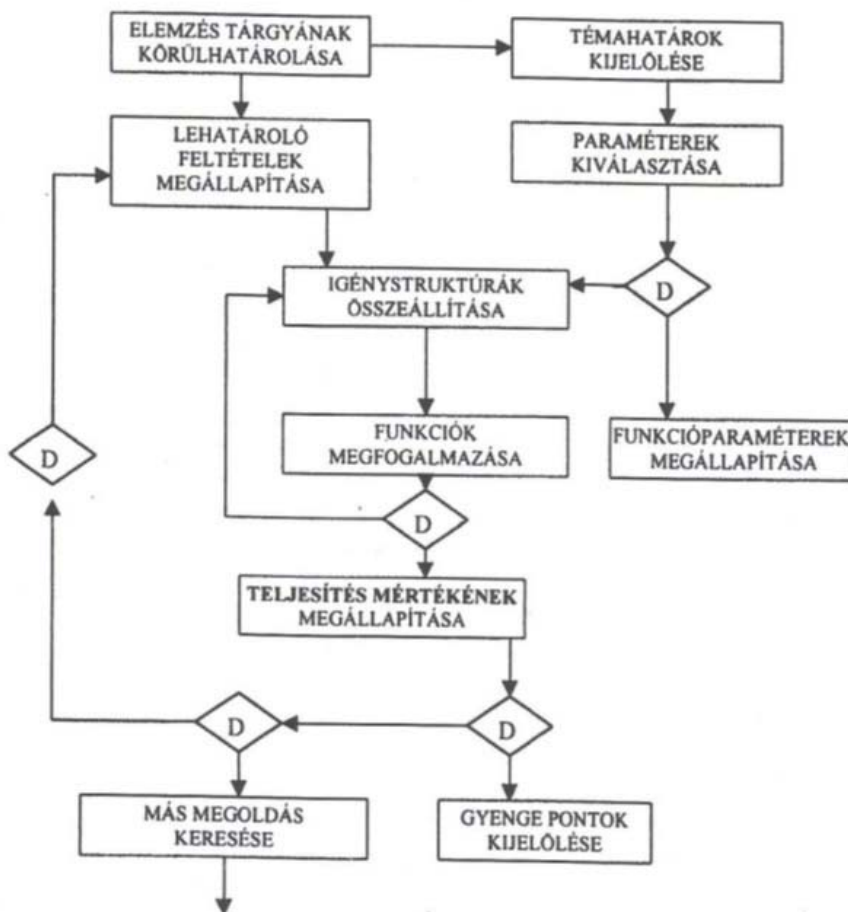 ELEMZÉS TÁRGYÁNAK
KÖRÜLHATÁROLÁSA
TÉMAHATÁROK
KIJELÖLÉSE
LEHATÁROLÓ
FELTÉTELEK
MEGÁLLAPÍTÁSA
PARAMÉTEREK
KIVÁLASZTÁSA
IGÉNYSTRUKTÚRÁK
ÖSSZEÁLLÍTÁSA
D
D
FUNKCIÓK
MEGFOGALMAZÁSA
FUNKCIÓPARAMÉTEREK
MEGÁLLAPÍTÁSA
D
TELJESÍTÉS MÉRTÉKÉNEK
MEGÁLLAPÍTÁSA
D
D
MÁS MEGOLDÁS
KERESÉSE
GYENGE PONTOK
KIJELÖLÉSE